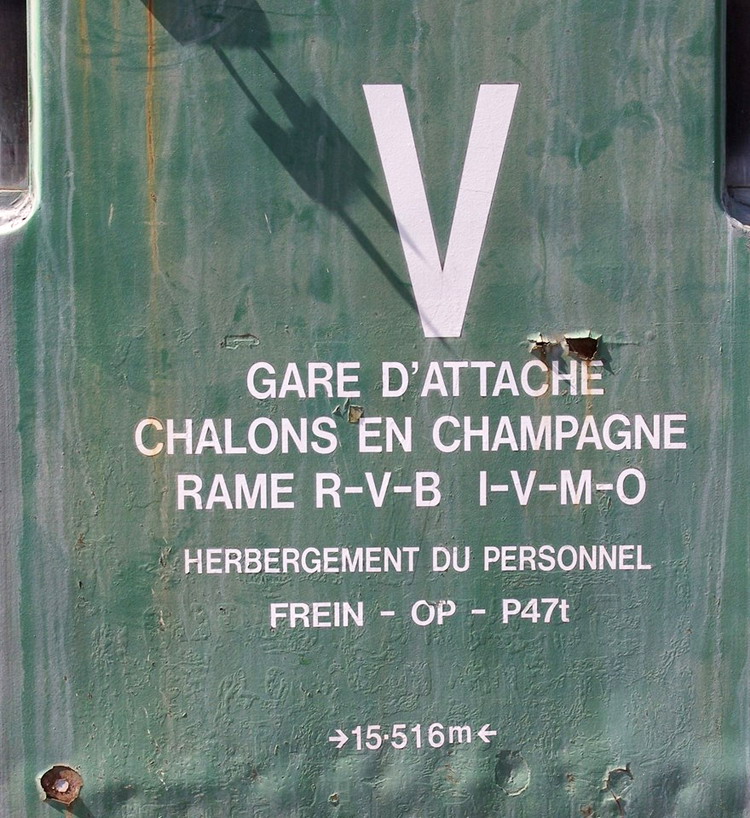 V
GARE D'ATTACHE
CHALONS EN CHAMPAGNE
RAME R-V-B I-V-M-O
HERBERGEMENT DU PERSONNEL
FREIN - OP - P47t
→15·516m←